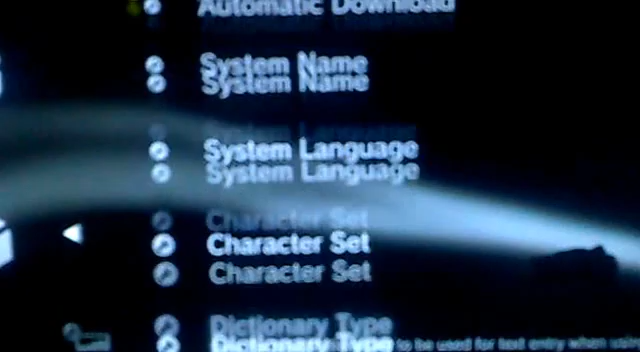 Automatic Download
System Name
System Name
System Language
System Language
Character Set
Character Set
Character Set
Dictionary Type
Dictionary Type
to be used for text entry when